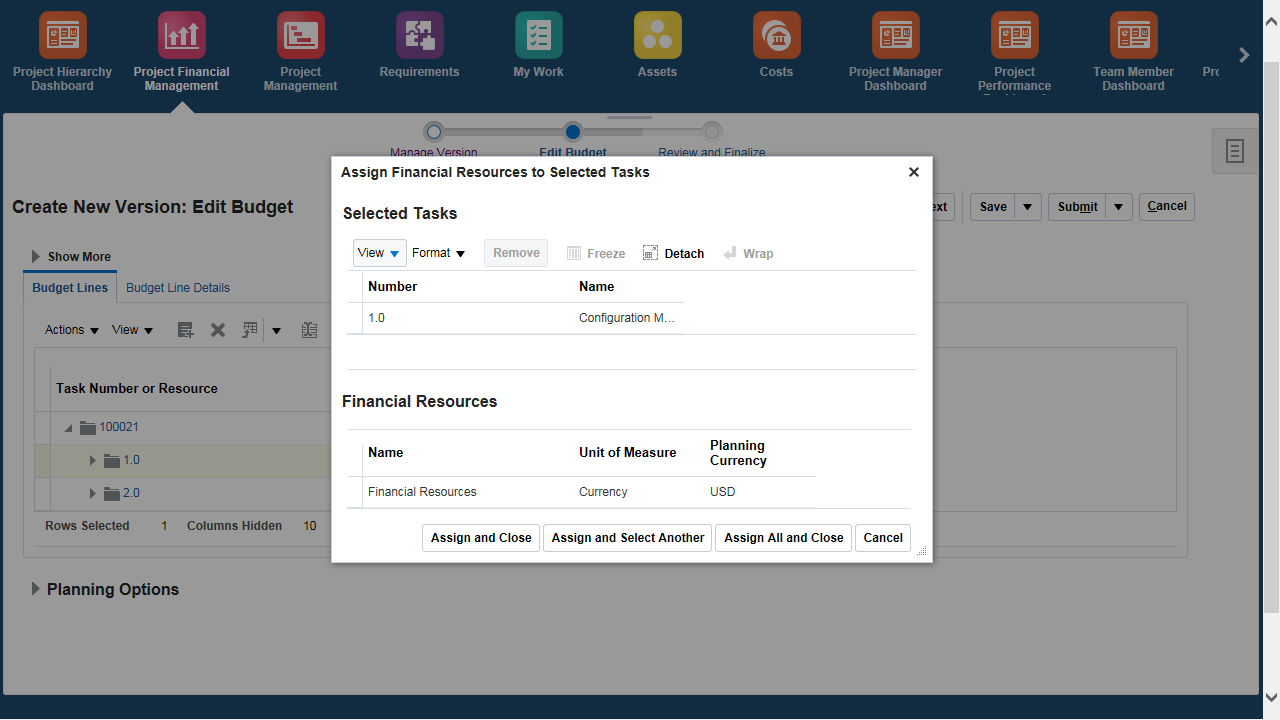 Project Hierarchy Dashboard
Project Financial Management
Project Management
Requirements
My Work
Assets
Costs
Project Manager Dashboard
Project Performance
Team Member Dashboard
Manage Version
Edit Budget
Review and Finalize
Create New Version: Edit Budget
ext
Save
Submit
Cancel
Show More
Budget Lines
Budget Line Details
Actions
View
Task Number or Resource
100021
1.0
2.0
Rows Selected 1 Columns Hidden 10
Planning Options
Assign Financial Resources to Selected Tasks
Selected Tasks
View
Format
Remove
Freeze
Detach
Wrap
Number Name
1.0 Configuration M...
Financial Resources
Name Unit of Measure Planning Currency
Financial Resources Currency USD
Assign and Close
Assign and Select Another
Assign All and Close
Cancel